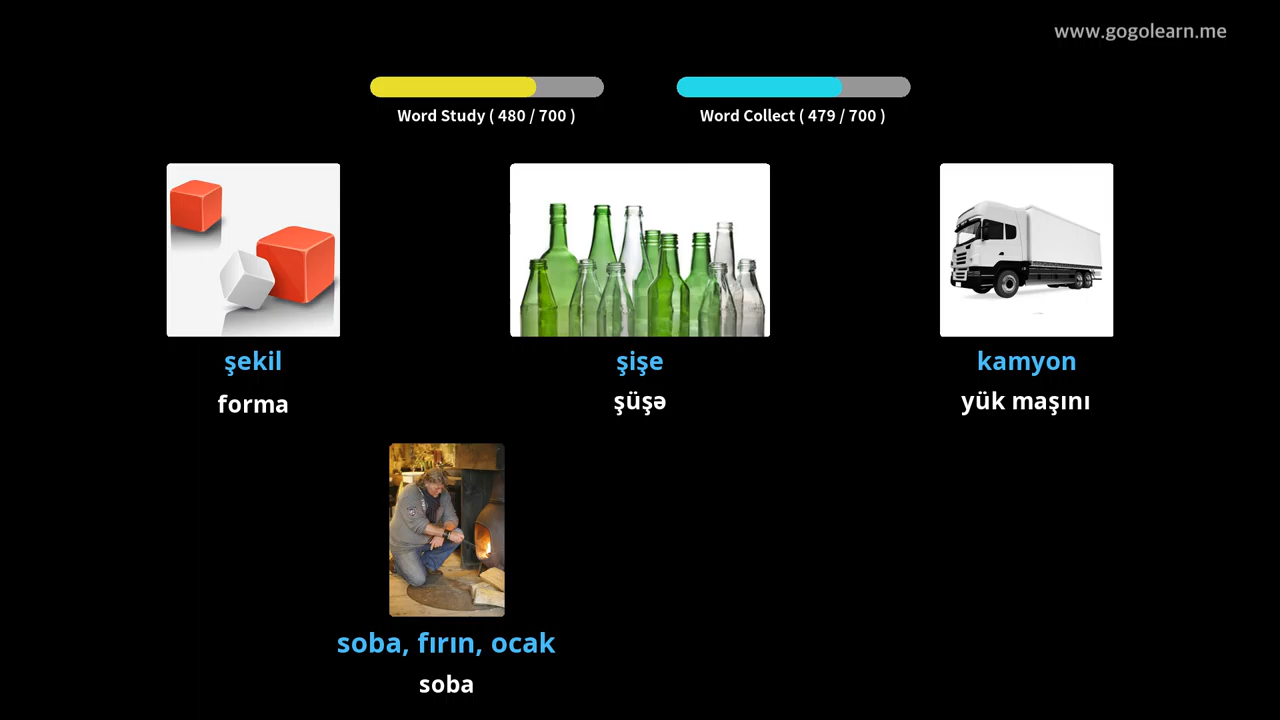 www.gogolearn.me
Word Study ( 480 / 700 )
Word Collect ( 479 / 700 )
şekil
şişe
kamyon
forma
şüşə
yük maşını
soba, fırın, ocak
soba